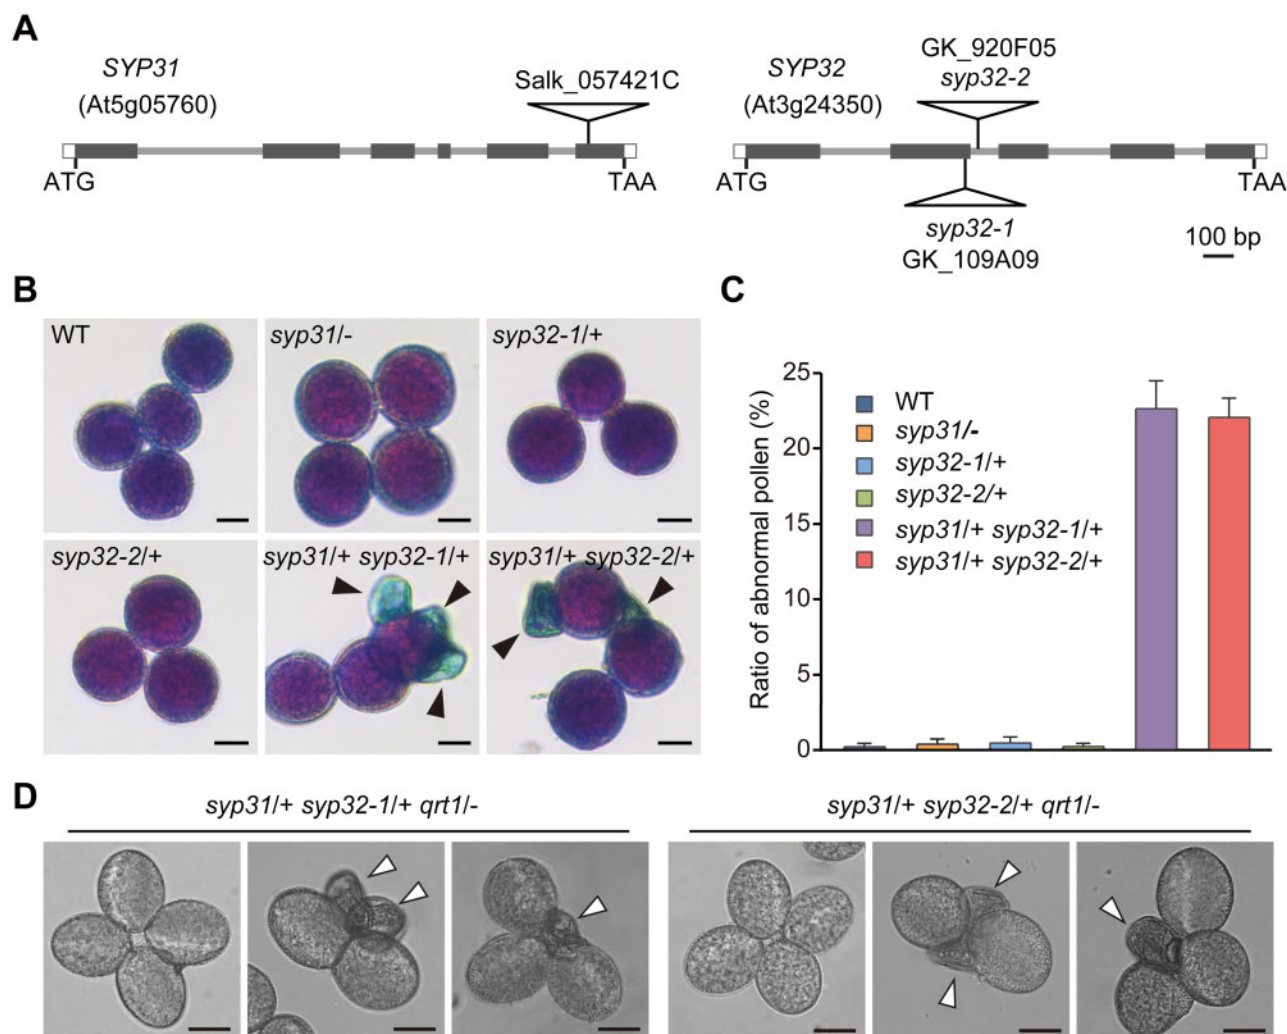 A
SYP31
(At5g05760)
Salk_057421C
ATG
TAA
SYP32
(At3g24350)
GK_920F05
syp32-2
ATG
TAA
syp32-1
GK_109A09
100 bp
B
WT
syp31/-
syp32-1/+
syp32-2/+
syp31/+ syp32-1/+
syp31/+ syp32-2/+
C
Ratio of abnormal pollen (%)
25
20
15
10
5
0
WT
syp31/-
syp32-1/+
syp32-2/+
syp31/+ syp32-1/+
syp31/+ syp32-2/+
D
syp31/+ syp32-1/+ qrt1/-
syp31/+ syp32-2/+ qrt1/-